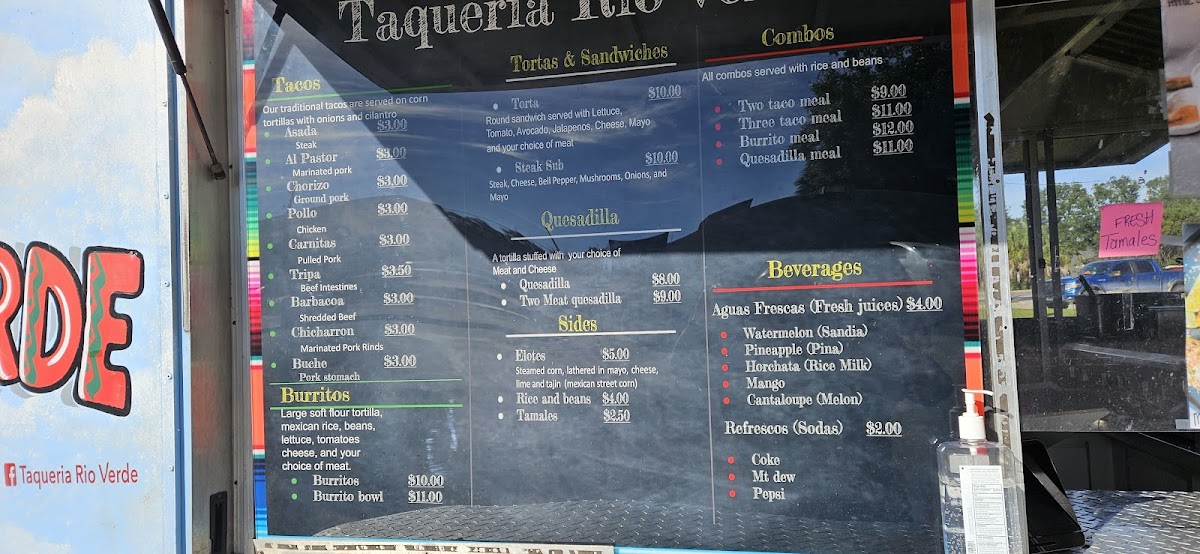 Taqueria Rio
Tacos
Our traditional tacos are served on corn
tortillas with onions and cilantro
Asada $3.00
Steak
Al Pastor $3.00
Marinated pork
Chorizo $3.00
Ground pork
Pollo $3.00
Chicken
Carnitas $3.00
Pulled Pork
Tripa $3.50
Beef Intestines
Barbacoa $3.00
Shredded Beef
Chicharron $3.00
Marinated Pork Rinds
Buche $3.00
Pork stomach
Burritos
Large soft flour tortilla,
mexican rice, beans,
lettuce, tomatoes
cheese, and your
choice of meat.
Burritos $10.00
Burrito bowl $11.00
Tortas & Sandwiches
Torta $10.00
Round sandwich served with Lettuce,
Tomato, Avocado, Jalapenos, Cheese, Mayo
and your choice of meat
Steak Sub $10.00
Steak, Cheese, Bell Pepper, Mushrooms, Onions, and
Mayo
Quesadilla
A tortilla stuffed with your choice of
Meat and Cheese
Quesadilla $8.00
Two Meat quesadilla $9.00
Sides
Elotes $5.00
Steamed corn, lathered in mayo, cheese,
lime and tajin (mexican street corn)
Rice and beans $4.00
Tamales $2.50
Combos
All combos served with rice and beans
Two taco meal $9.00
Three taco meal $11.00
Burrito meal $12.00
Quesadilla meal $11.00
Beverages
Aguas Frescas (Fresh juices) $4.00
Watermelon (Sandia)
Pineapple (Pina)
Horchata (Rice Milk)
Mango
Cantaloupe (Melon)
Refrescos (Sodas) $2.00
Coke
Mt dew
Pepsi
RDE
Taqueria Rio Verde
FRESH
Tamales